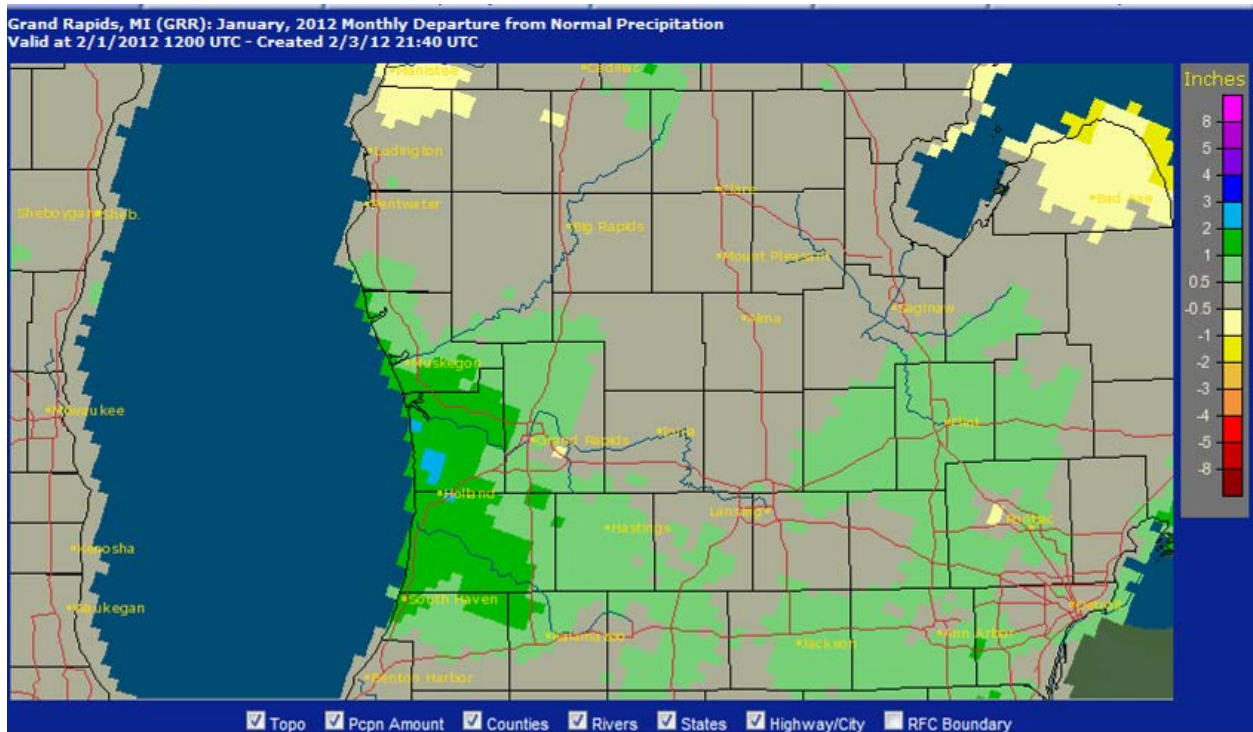 Grand Rapids, MI (GRR): January, 2012 Monthly Departure from Normal Precipitation
Valid at 2/1/2012 1200 UTC - Created 2/3/12 21:40 UTC
Inches
8
5
4
3
2
1
0.5
-0.5
-1
-2
-3
-4
-5
-8
Manistee
Cadillac
Ludington
Clare
Bad Axe
Sheboygan
Sheb.
Pentwater
Big Rapids
Mount Pleasant
Saginaw
Alma
Muskegon
Milwaukee
Grand Rapids
Ionia
Flint
Holland
Hastings
Lansing
Pontiac
Kenosha
Waukegan
South Haven
Detroit
Kalamazoo
Jackson
Ann Arbor
Benton Harbor
Topo Pcpn Amount Counties Rivers States Highway/City RFC Boundary